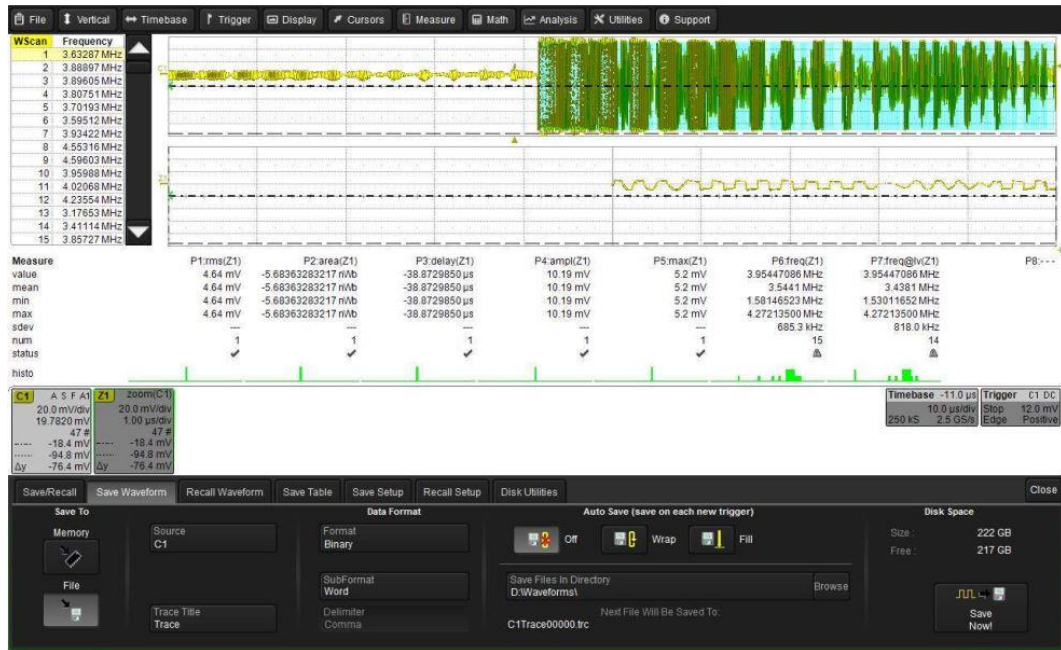 File Vertical Timebase Trigger Display Cursors Measure Math Analysis Utilities Support
WScan Frequency
1 3.63287 MHz
2 3.88897 MHz
3 3.89605 MHz
4 3.80751 MHz
5 3.70193 MHz
6 3.59512 MHz
7 3.93422 MHz
8 4.55316 MHz
9 4.59603 MHz
10 3.95988 MHz
11 4.02068 MHz
12 4.23554 MHz
13 3.17653 MHz
14 3.41114 MHz
15 3.85727 MHz
Measure P1:rms(Z1) P2:area(Z1) P3:delay(Z1) P4:ampl(Z1) P5:max(Z1) P6:freq(Z1) P7:freq@lv(Z1) P8:---
value 4.64 mV -5.68363283217 nVb -38.8729850 µs 10.19 mV 5.2 mV 3.95447086 MHz 3.95447086 MHz
mean 4.64 mV -5.68363283217 nVb -38.8729850 µs 10.19 mV 5.2 mV 3.5441 MHz 3.4381 MHz
min 4.64 mV -5.68363283217 nVb -38.8729850 µs 10.19 mV 5.2 mV 1.58146523 MHz 1.53011652 MHz
max 4.64 mV -5.68363283217 nVb -38.8729850 µs 10.19 mV 5.2 mV 4.27213500 MHz 4.27213500 MHz
sdev --- --- --- --- --- 685.3 kHz 818.0 kHz
num 1 1 1 1 1 15 14
status
histo
C1 A S F A1 Z1 zoom(C1) Timebase -11.0 µs Trigger C1 DC
20.0 mV/div 20.0 mV/div 10.0 µs/div Stop 12.0 mV
19.7820 mV 1.00 µs/div 250 kS 2.5 GS/s Edge Positive
47 # 47 #
-18.4 mV -18.4 mV
-94.8 mV -94.8 mV
Δy -76.4 mV Δy -76.4 mV
Save/Recall Save Waveform Recall Waveform Save Table Save Setup Recall Setup Disk Utilities Close
Save To Data Format Auto Save (save on each new trigger) Disk Space
Memory
Source
C1
Format
Binary
Off Wrap Fill
Size : 222 GB
Free : 217 GB
File
SubFormat
Word
Save Files In Directory
D:\Waveforms\
Browse
Trace Title
Trace
Delimiter
Comma
Next File Will Be Saved To:
C1Trace00000.trc
Save
Now!